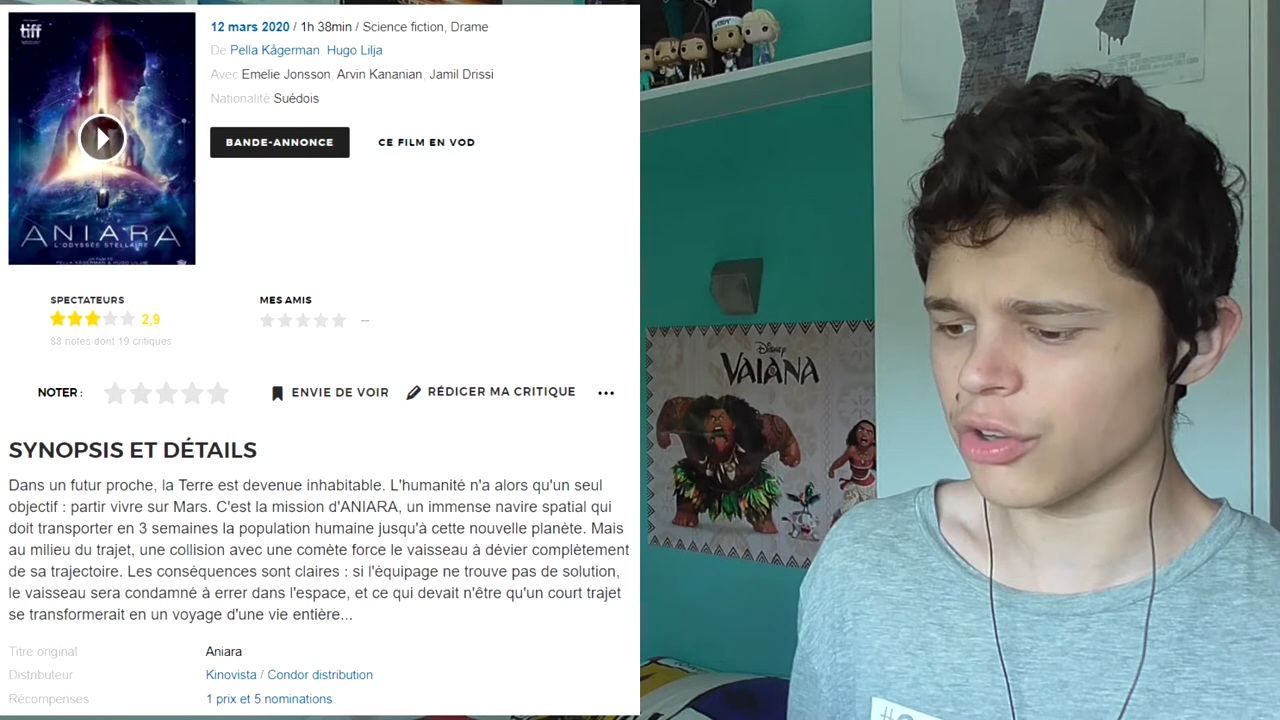 tiff
ANIARA
L'ODYSSÉE STELLAIRE
12 mars 2020 / 1h 38min / Science fiction, Drame
De Pella Kågerman, Hugo Lilja
Avec Emelie Jonsson, Arvin Kananian, Jamil Drissi
Nationalité Suédois
BANDE-ANNONCE
CE FILM EN VOD
SPECTATEURS
2,9
88 notes dont 19 critiques
MES AMIS
--
NOTER :
ENVIE DE VOIR
RÉDIGER MA CRITIQUE
...
SYNOPSIS ET DÉTAILS
Dans un futur proche, la Terre est devenue inhabitable. L'humanité n'a alors qu'un seul
objectif : partir vivre sur Mars. C'est la mission d'ANIARA, un immense navire spatial qui
doit transporter en 3 semaines la population humaine jusqu'à cette nouvelle planète. Mais
au milieu du trajet, une collision avec une comète force le vaisseau à dévier complètement
de sa trajectoire. Les conséquences sont claires : si l'équipage ne trouve pas de solution,
le vaisseau sera condamné à errer dans l'espace, et ce qui devait n'être qu'un court trajet
se transformerait en un voyage d'une vie entière...
Titre original Aniara
Distributeur Kinovista / Condor distribution
Récompenses 1 prix et 5 nominations
Disney
VAIANA